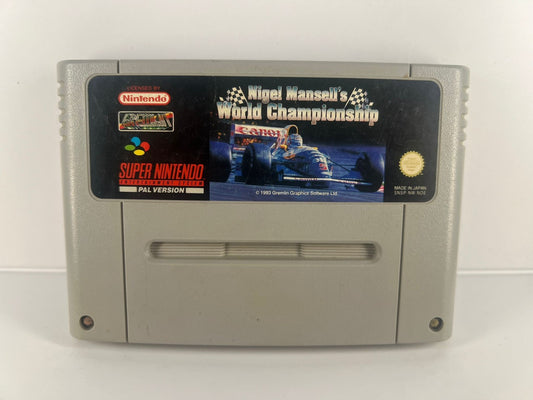 LICENSED BY
Nintendo
GREMLIN
SUPER NINTENDO
ENTERTAINMENT SYSTEM
PAL VERSION
Nigel Mansell's
World Championship
Canon
© 1993 Gremlin Graphics Software Ltd.
MADE IN JAPAN
SNSP-NM NOE